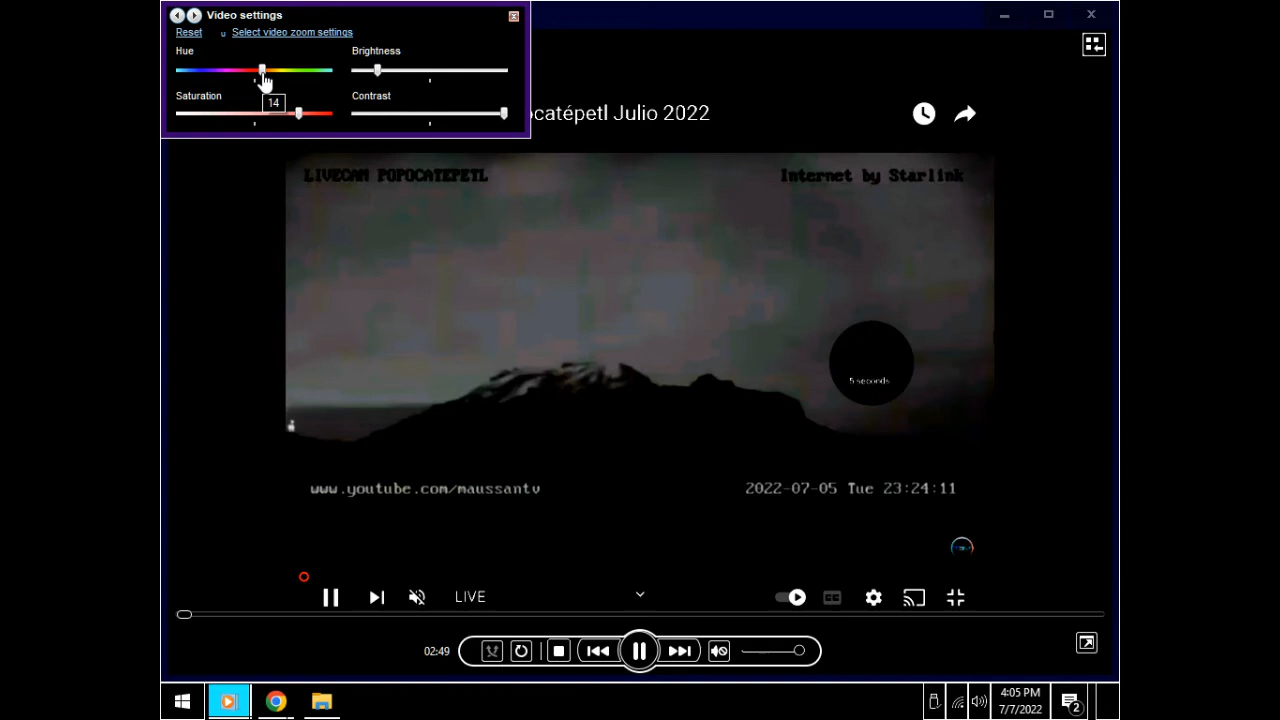 Video settings
Reset
Select video zoom settings
Hue
Brightness
14
Saturation
Contrast
ocatépetl Julio 2022
LIVECAM POPOCATEPETL
Internet by Starlink
5 seconds
www.youtube.com/maussantv
2022-07-05 Tue 23:24:11
LIVE
CC
02:49
4:05 PM
7/7/2022
2